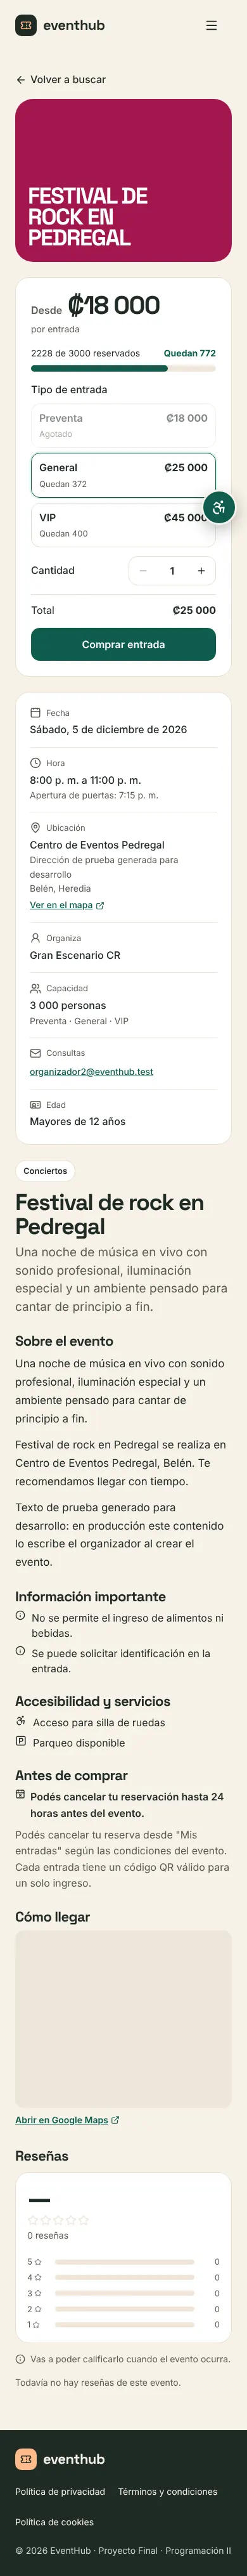 eventhub
Volver a buscar
FESTIVAL DE
ROCK EN
PEDREGAL
Desde ₡18 000
por entrada
2228 de 3000 reservados Quedan 772
Tipo de entrada
Preventa ₡18 000
Agotado
General ₡25 000
Quedan 372
VIP ₡45 000
Quedan 400
Cantidad − 1 +
Total ₡25 000
Comprar entrada
Fecha
Sábado, 5 de diciembre de 2026
Hora
8:00 p. m. a 11:00 p. m.
Apertura de puertas: 7:15 p. m.
Ubicación
Centro de Eventos Pedregal
Dirección de prueba generada para
desarrollo
Belén, Heredia
Ver en el mapa
Organiza
Gran Escenario CR
Capacidad
3 000 personas
Preventa · General · VIP
Consultas
organizador2@eventhub.test
Edad
Mayores de 12 años
Conciertos
Festival de rock en
Pedregal
Una noche de música en vivo con
sonido profesional, iluminación
especial y un ambiente pensado para
cantar de principio a fin.
Sobre el evento
Una noche de música en vivo con sonido
profesional, iluminación especial y un
ambiente pensado para cantar de
principio a fin.
Festival de rock en Pedregal se realiza en
Centro de Eventos Pedregal, Belén. Te
recomendamos llegar con tiempo.
Texto de prueba generado para
desarrollo: en producción este contenido
lo escribe el organizador al crear el
evento.
Información importante
No se permite el ingreso de alimentos ni
bebidas.
Se puede solicitar identificación en la
entrada.
Accesibilidad y servicios
Acceso para silla de ruedas
Parqueo disponible
Antes de comprar
Podés cancelar tu reservación hasta 24
horas antes del evento.
Podés cancelar tu reserva desde "Mis
entradas" según las condiciones del evento.
Cada entrada tiene un código QR válido para
un solo ingreso.
Cómo llegar
Abrir en Google Maps
Reseñas
—
0 reseñas
5 0
4 0
3 0
2 0
1 0
Vas a poder calificarlo cuando el evento ocurra.
Todavía no hay reseñas de este evento.
eventhub
Política de privacidad Términos y condiciones
Política de cookies
© 2026 EventHub · Proyecto Final · Programación II